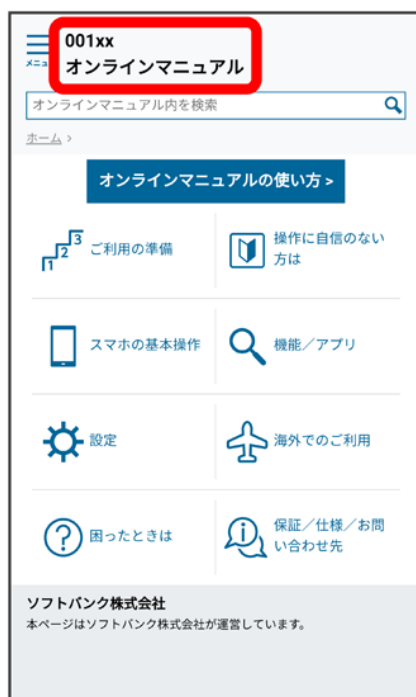 001xx
オンラインマニュアル
メニュ
オンラインマニュアル内を検索
ホーム >
オンラインマニュアルの使い方 >
1 2 3
ご利用の準備
操作に自信のない
方は
スマホの基本操作
機能/アプリ
設定
海外でのご利用
?
困ったときは
i
保証/仕様/お問
い合わせ先
ソフトバンク株式会社
本ページはソフトバンク株式会社が運営しています。